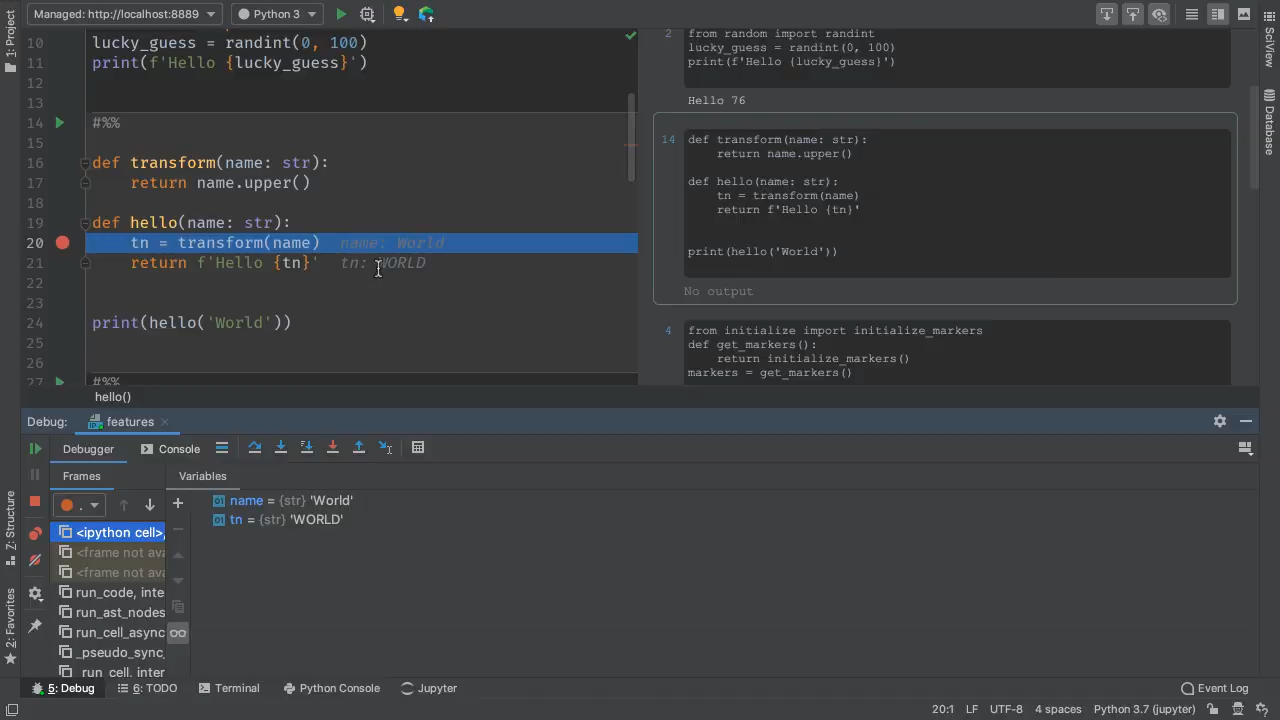 Managed: http://localhost:8889
Python 3
1: Project
10
lucky_guess = randint(0, 100)
11
print(f'Hello {lucky_guess}')
12
13
14
#%%
15
16
def transform(name: str):
17
return name.upper()
18
19
def hello(name: str):
20
tn = transform(name) name: World
21
return f'Hello {tn}' tn: WORLD
22
23
24
print(hello('World'))
25
26
27
#%%
2
from random import randint
lucky_guess = randint(0, 100)
print(f'Hello {lucky_guess}')
Hello 76
14
def transform(name: str):
return name.upper()
def hello(name: str):
tn = transform(name)
return f'Hello {tn}'
print(hello('World'))
No output
4
from initialize import initialize_markers
def get_markers():
return initialize_markers()
markers = get_markers()
SciView
Database
hello()
Debug:
features
Debugger
Console
Frames
Variables
<ipython cell>,
<frame not ava
<frame not ava
run_code, inte
run_ast_nodes
run_cell_async
_pseudo_sync_
_run_cell, inter
name = {str} 'World'
tn = {str} 'WORLD'
Z: Structure
2: Favorites
5: Debug
6: TODO
Terminal
Python Console
Jupyter
Event Log
20:1
LF
UTF-8
4 spaces
Python 3.7 (jupyter)